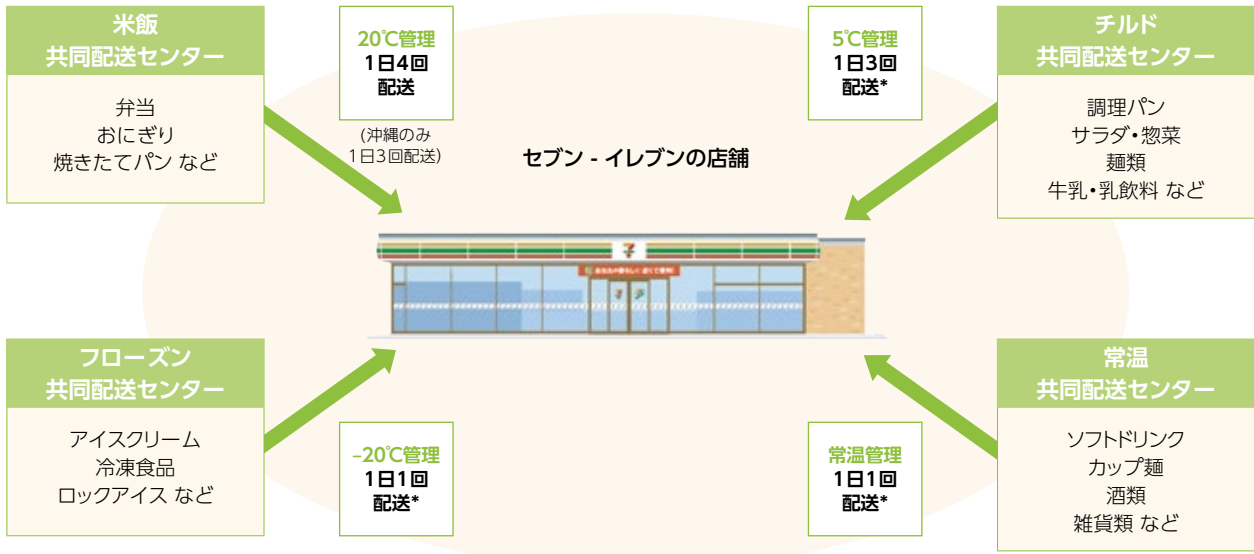 米飯
共同配送センター
弁当
おにぎり
焼きたてパン など
20℃管理
1日4回
配送
(沖縄のみ
1日3回配送)
5℃管理
1日3回
配送*
チルド
共同配送センター
調理パン
サラダ・惣菜
麺類
牛乳・乳飲料 など
セブン - イレブンの店舗
フローズン
共同配送センター
アイスクリーム
冷凍食品
ロックアイス など
−20℃管理
1日1回
配送*
常温管理
1日1回
配送*
常温
共同配送センター
ソフトドリンク
カップ麺
酒類
雑貨類 など